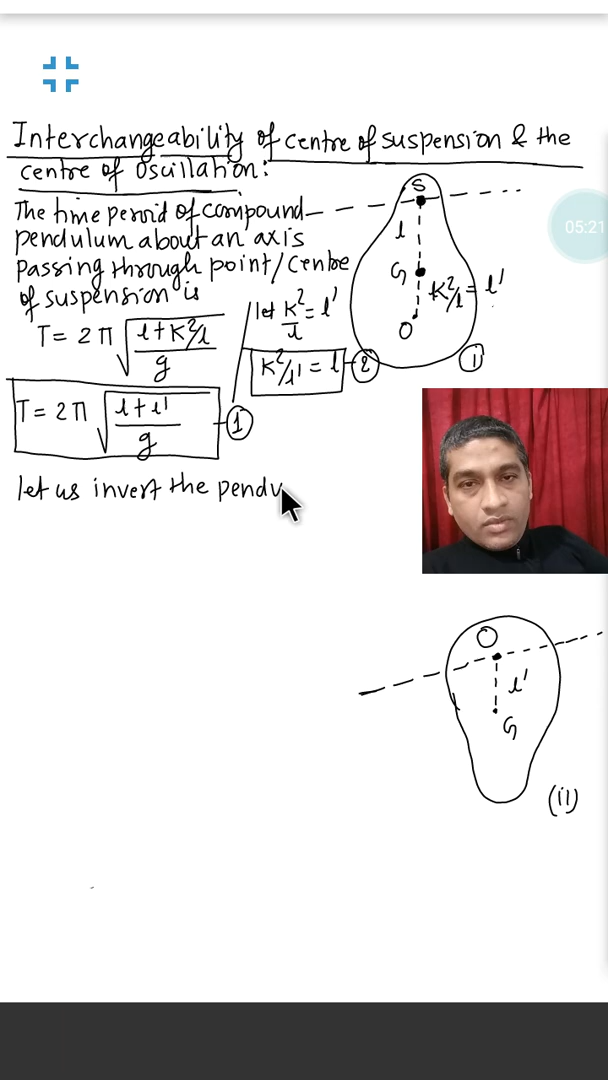 Interchangeability of centre of suspension & the
centre of Oscillation:
The time period of compound
pendulum about an axis
passing through point/centre
of suspension is
T = 2π √(l + K²/l / g)
let K²/l = l'
K²/l' = l - ②
T = 2π √(l + l' / g) - ①
let us invert the pendu
S
l
G
K²/l = l'
O
①
05:21
O
l'
G
(ii)